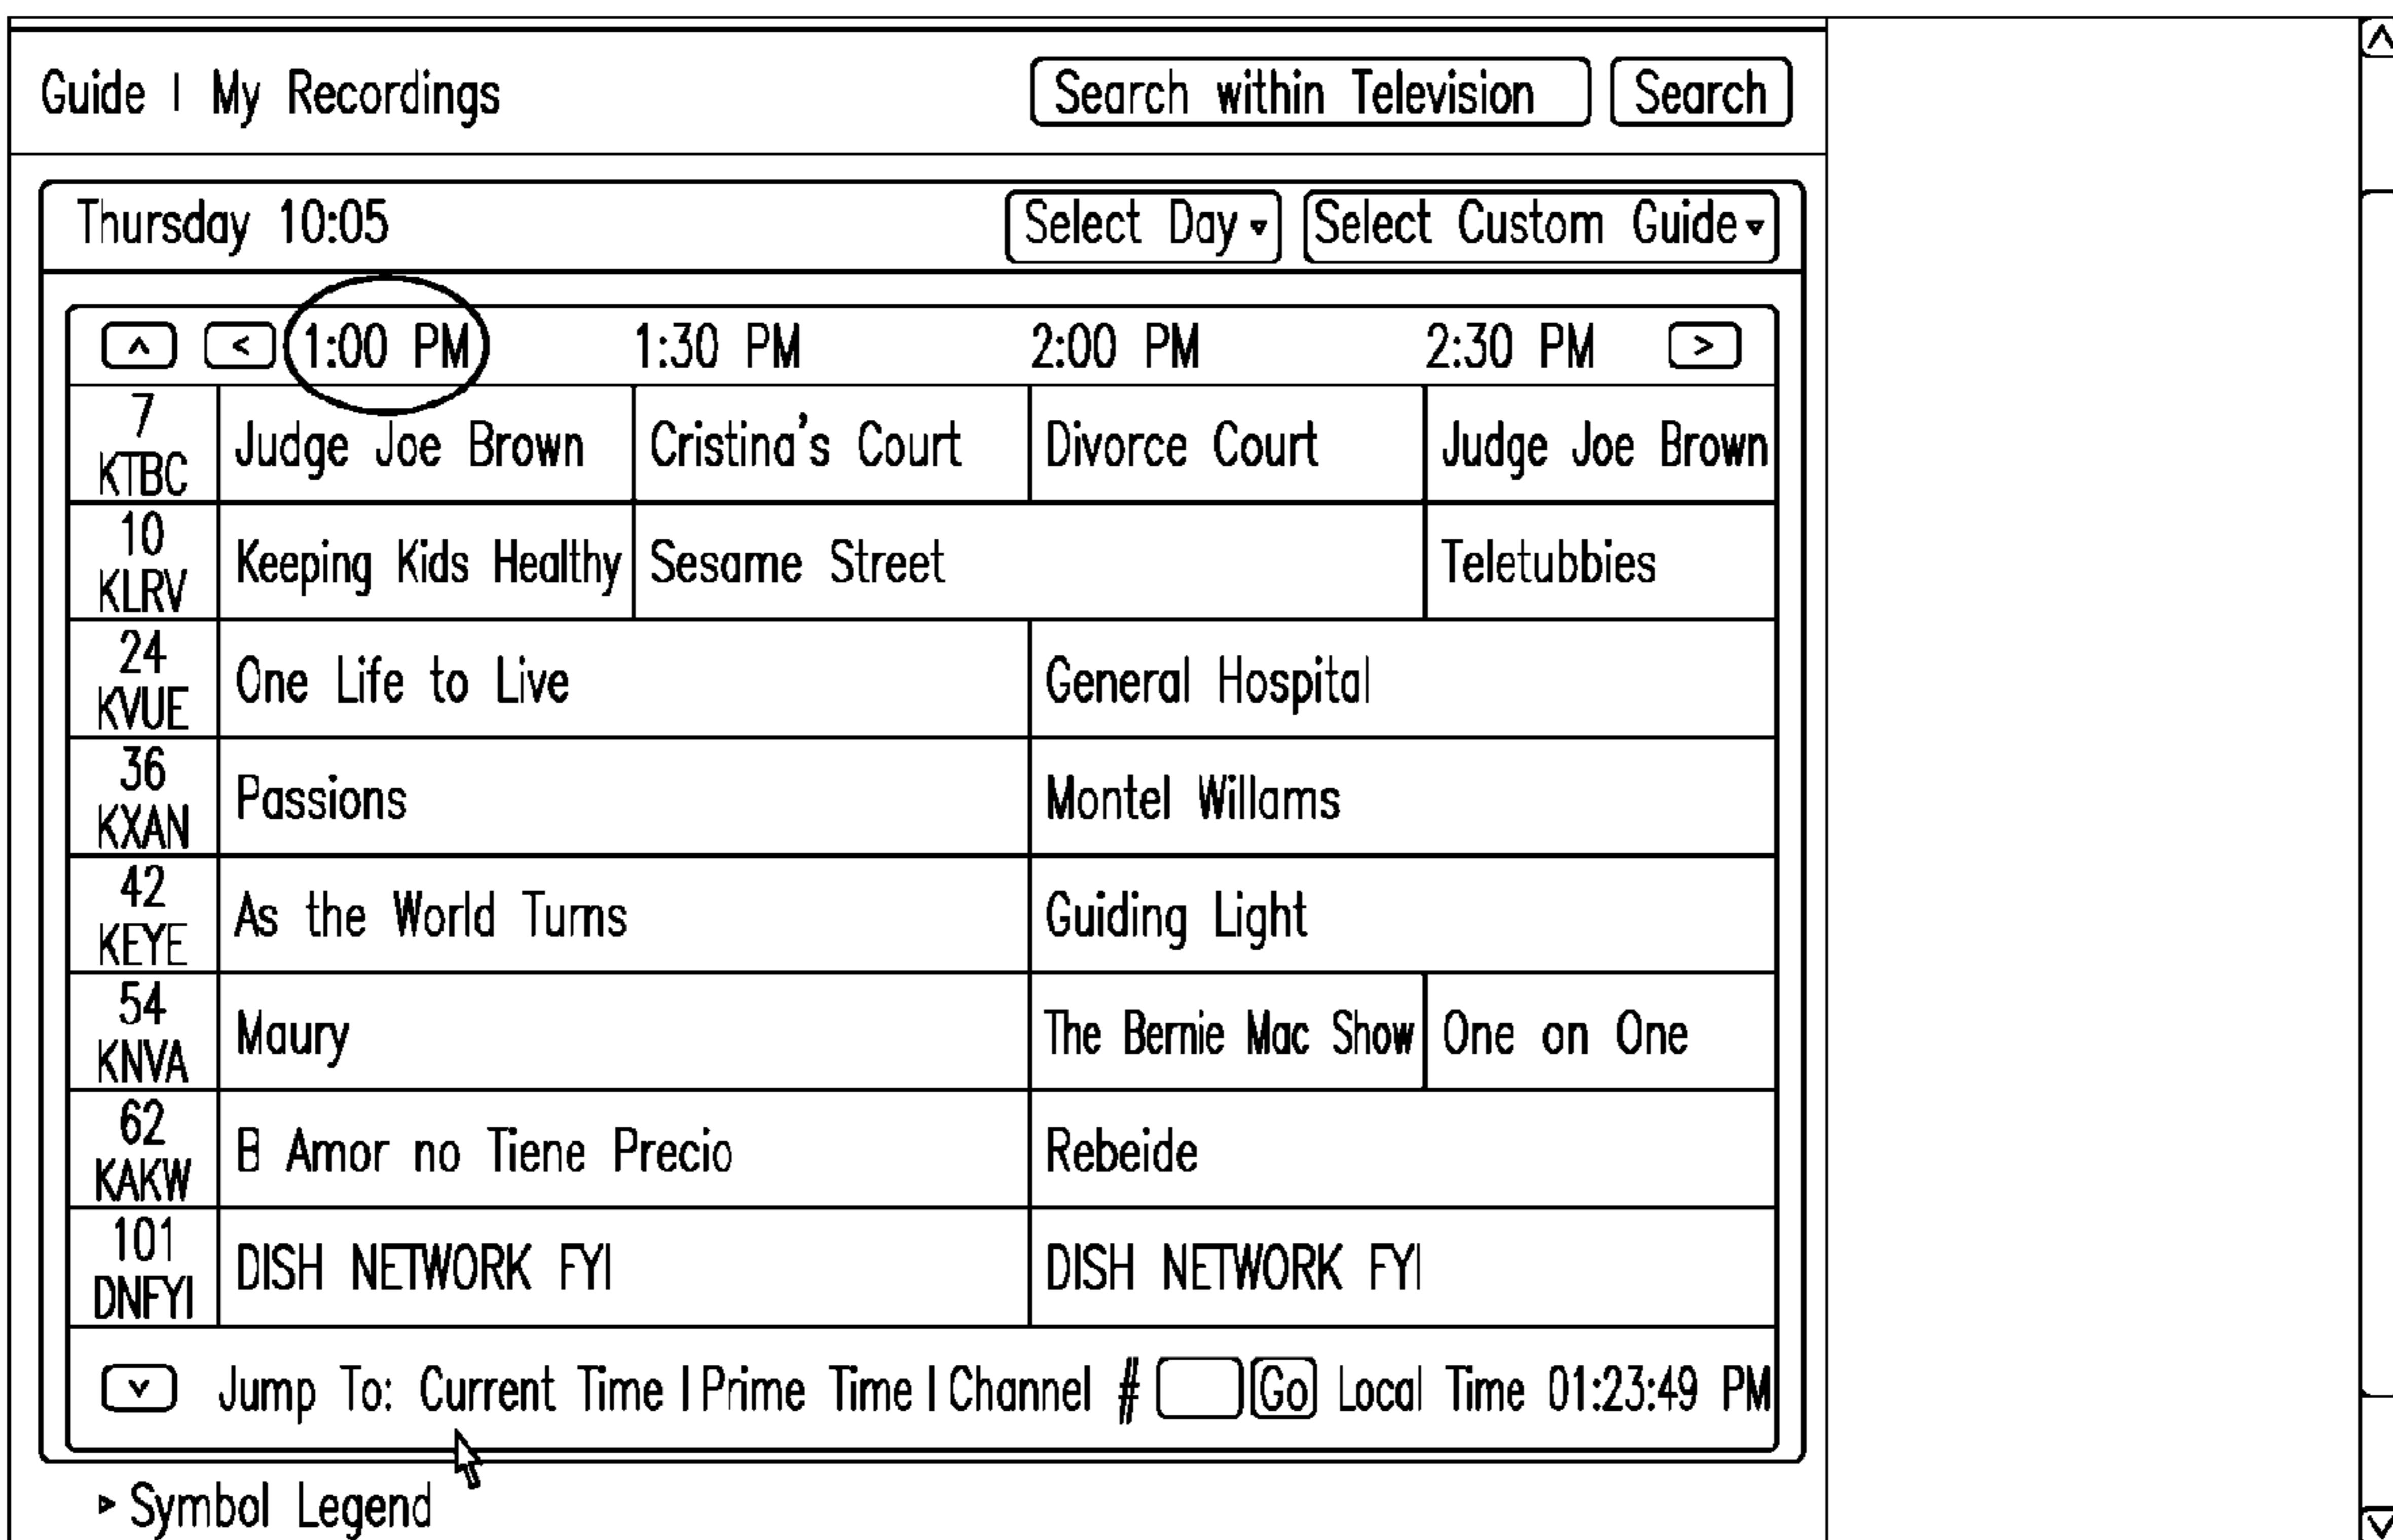 Guide | My Recordings Search within Television Search
Thursday 10:05 Select Day Select Custom Guide
1:00 PM 1:30 PM 2:00 PM 2:30 PM
7 KTBC Judge Joe Brown Cristina's Court Divorce Court Judge Joe Brown
10 KLRV Keeping Kids Healthy Sesame Street Teletubbies
24 KVUE One Life to Live General Hospital
36 KXAN Passions Montel Willams
42 KEYE As the World Turns Guiding Light
54 KNVA Maury The Bernie Mac Show One on One
62 KAKW B Amor no Tiene Precio Rebeide
101 DNFYI DISH NETWORK FYI DISH NETWORK FYI
Jump To: Current Time | Prime Time | Channel # Go Local Time 01:23:49 PM
Symbol Legend